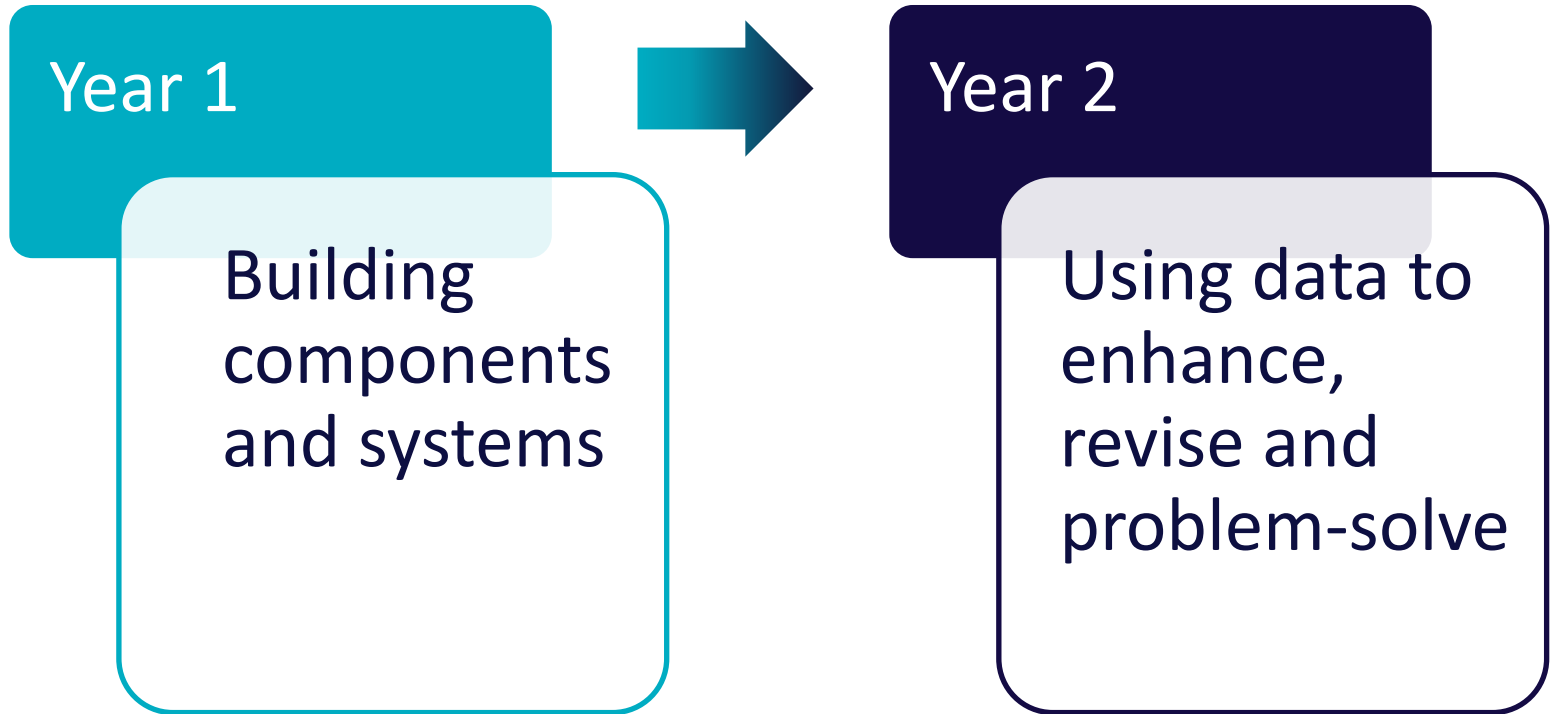 Year 1
Building
components
and systems
Year 2
Using data to
enhance,
revise and
problem-solve